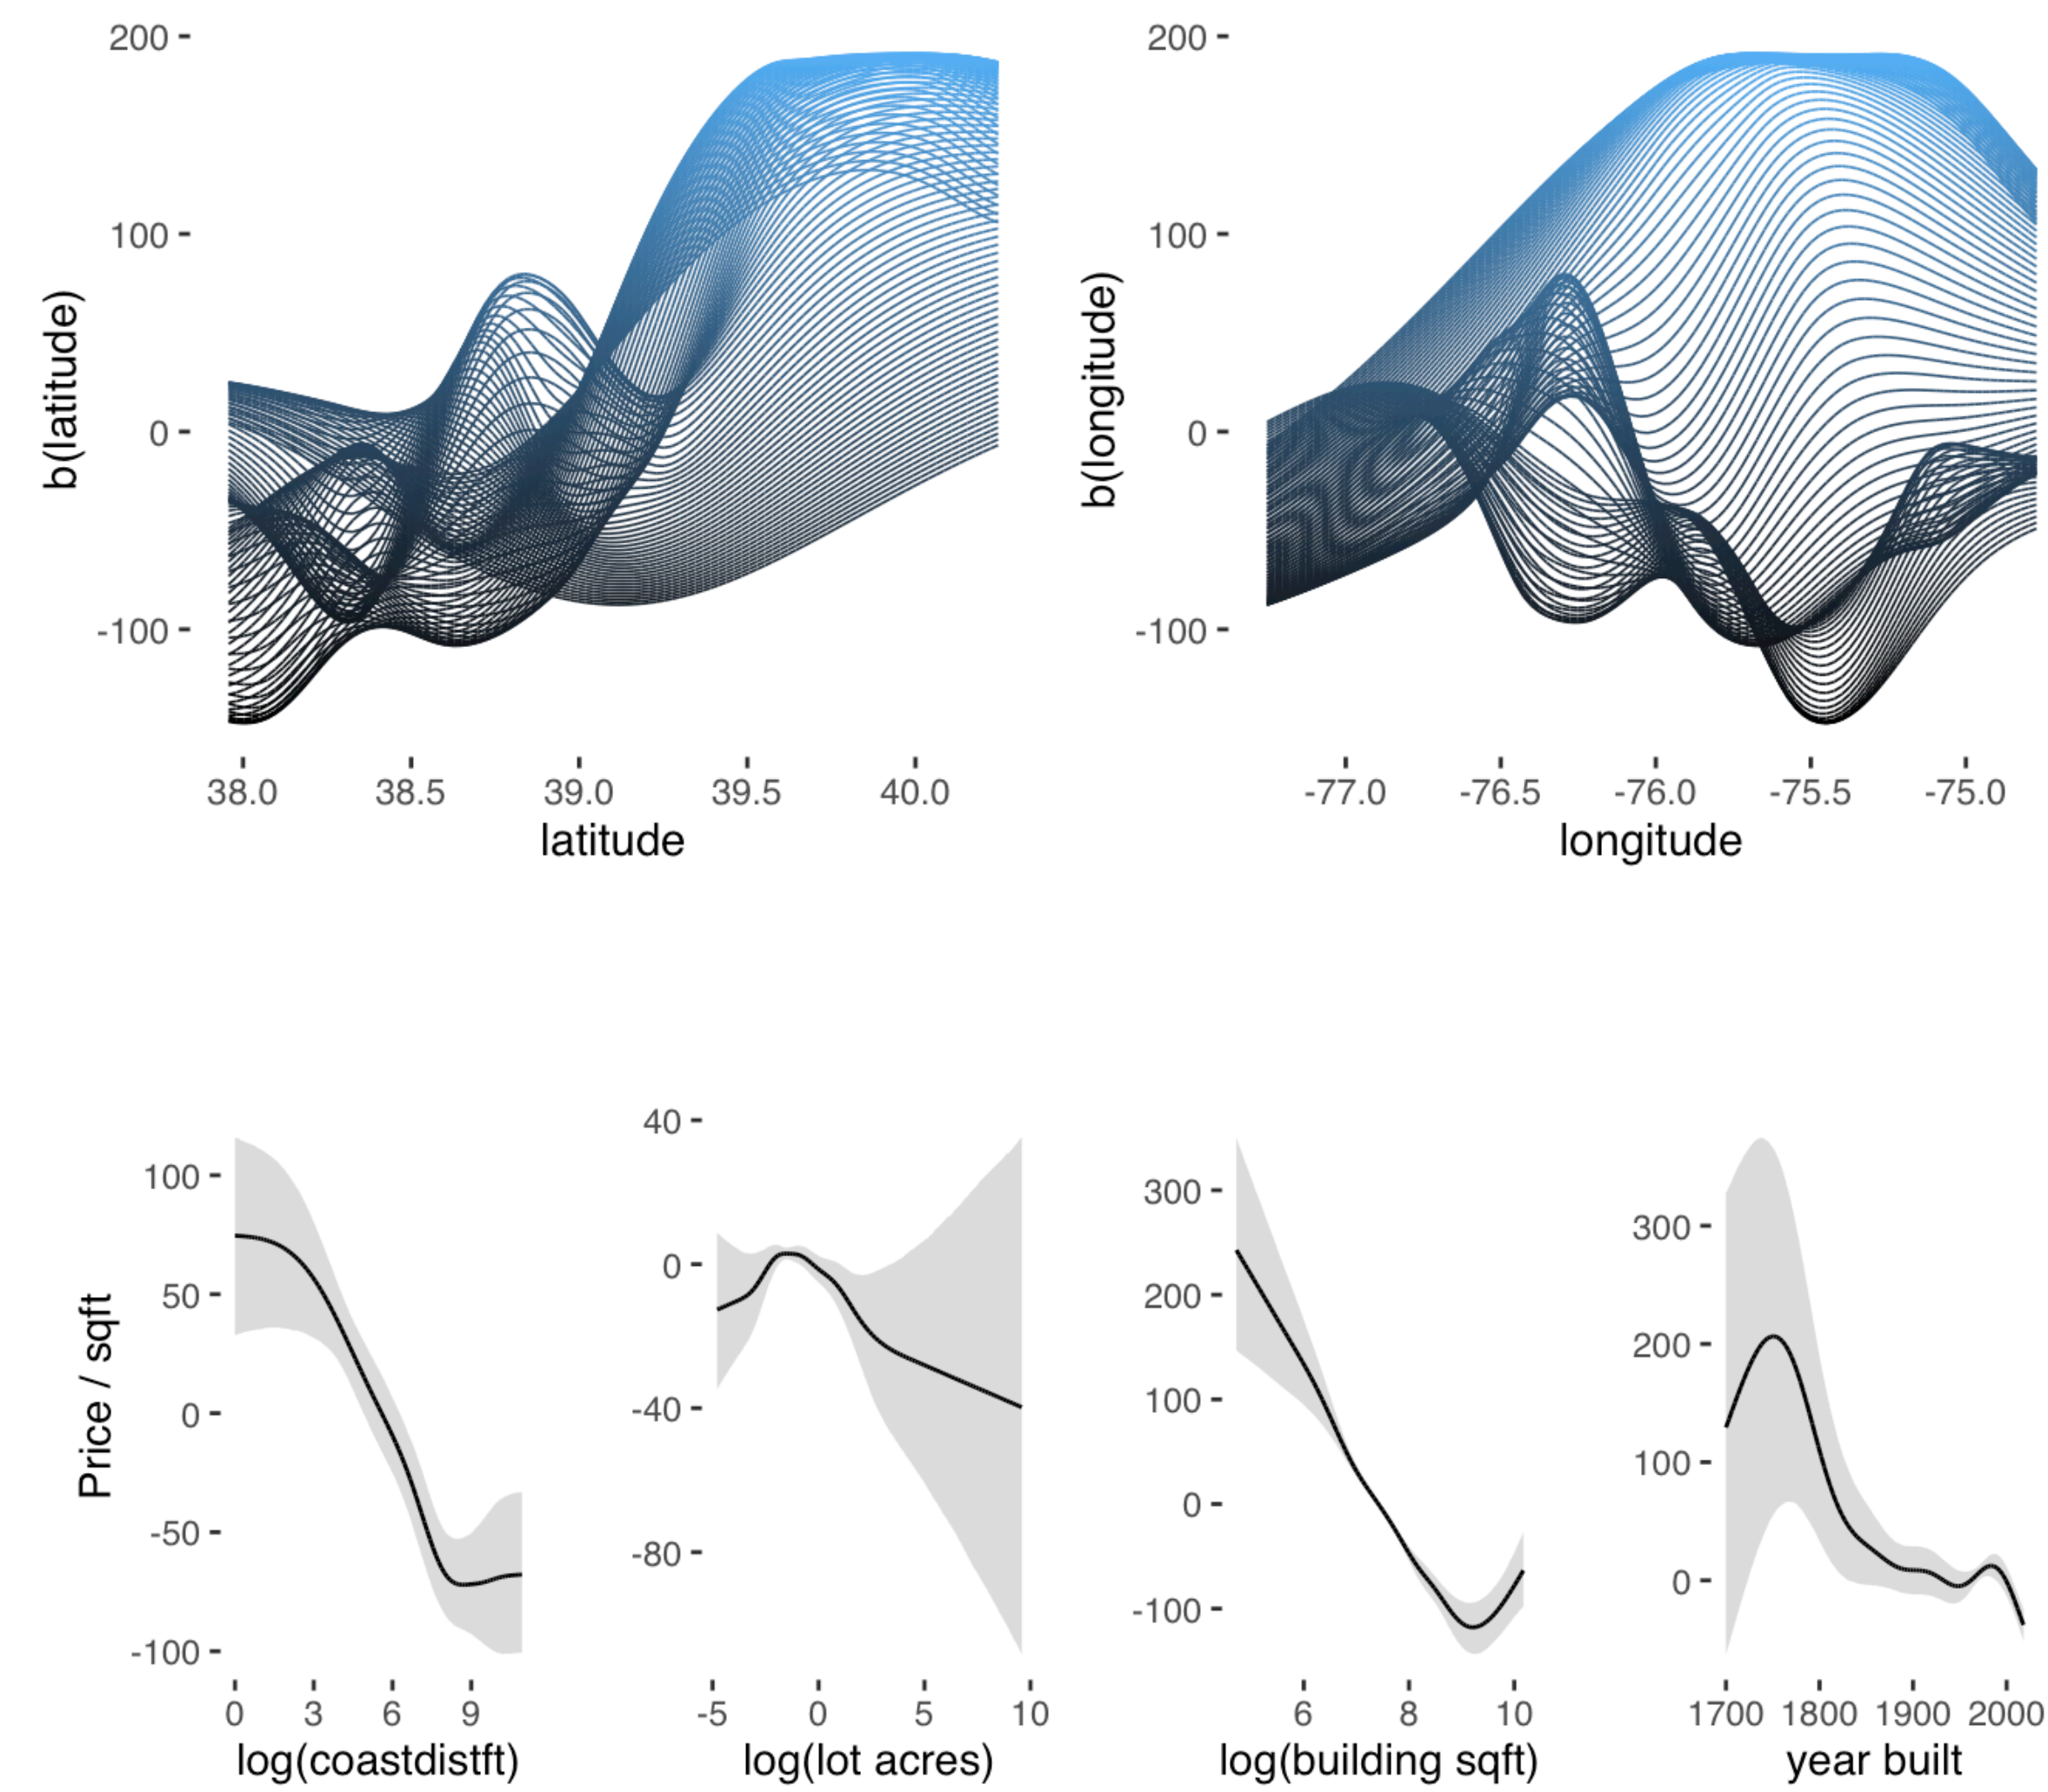 200
100
0
-100
b(latitude)
38.0 38.5 39.0 39.5 40.0
latitude
200
100
0
-100
b(longitude)
-77.0 -76.5 -76.0 -75.5 -75.0
longitude
Price / sqft
100
50
0
-50
-100
0 3 6 9
log(coastdistft)
40
0
-40
-80
-5 0 5 10
log(lot acres)
300
200
100
0
-100
6 8 10
log(building sqft)
300
200
100
0
1700 1800 1900 2000
year built